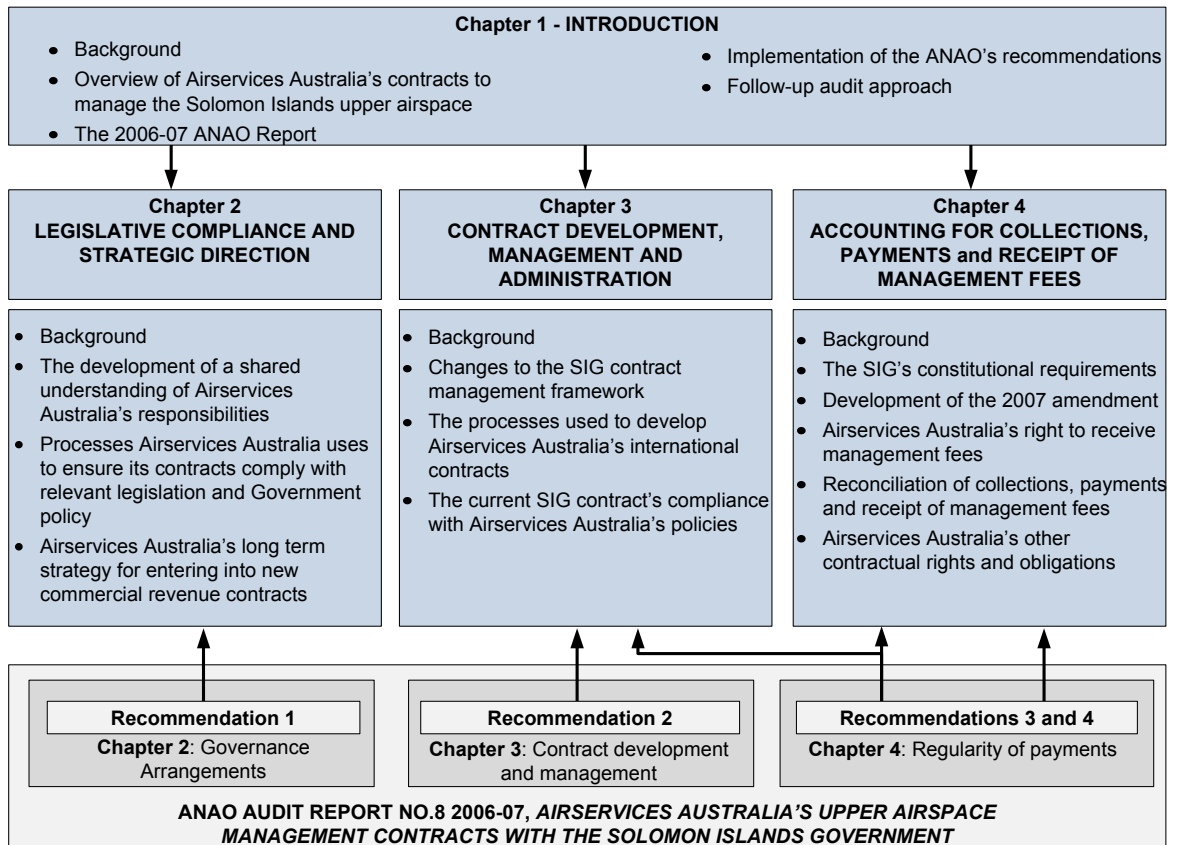 Chapter 1 - INTRODUCTION
• Background
• Overview of Airservices Australia's contracts to
manage the Solomon Islands upper airspace
• The 2006-07 ANAO Report
• Implementation of the ANAO's recommendations
• Follow-up audit approach
Chapter 2
LEGISLATIVE COMPLIANCE AND
STRATEGIC DIRECTION
Chapter 3
CONTRACT DEVELOPMENT,
MANAGEMENT AND
ADMINISTRATION
Chapter 4
ACCOUNTING FOR COLLECTIONS,
PAYMENTS and RECEIPT OF
MANAGEMENT FEES
• Background
• The development of a shared
understanding of Airservices
Australia's responsibilities
• Processes Airservices Australia uses
to ensure its contracts comply with
relevant legislation and Government
policy
• Airservices Australia's long term
strategy for entering into new
commercial revenue contracts
• Background
• Changes to the SIG contract
management framework
• The processes used to develop
Airservices Australia's international
contracts
• The current SIG contract's compliance
with Airservices Australia's policies
• Background
• The SIG's constitutional requirements
• Development of the 2007 amendment
• Airservices Australia's right to receive
management fees
• Reconciliation of collections, payments
and receipt of management fees
• Airservices Australia's other
contractual rights and obligations
Recommendation 1
Chapter 2: Governance
Arrangements
Recommendation 2
Chapter 3: Contract development
and management
Recommendations 3 and 4
Chapter 4: Regularity of payments
ANAO AUDIT REPORT NO.8 2006-07, AIRSERVICES AUSTRALIA'S UPPER AIRSPACE
MANAGEMENT CONTRACTS WITH THE SOLOMON ISLANDS GOVERNMENT